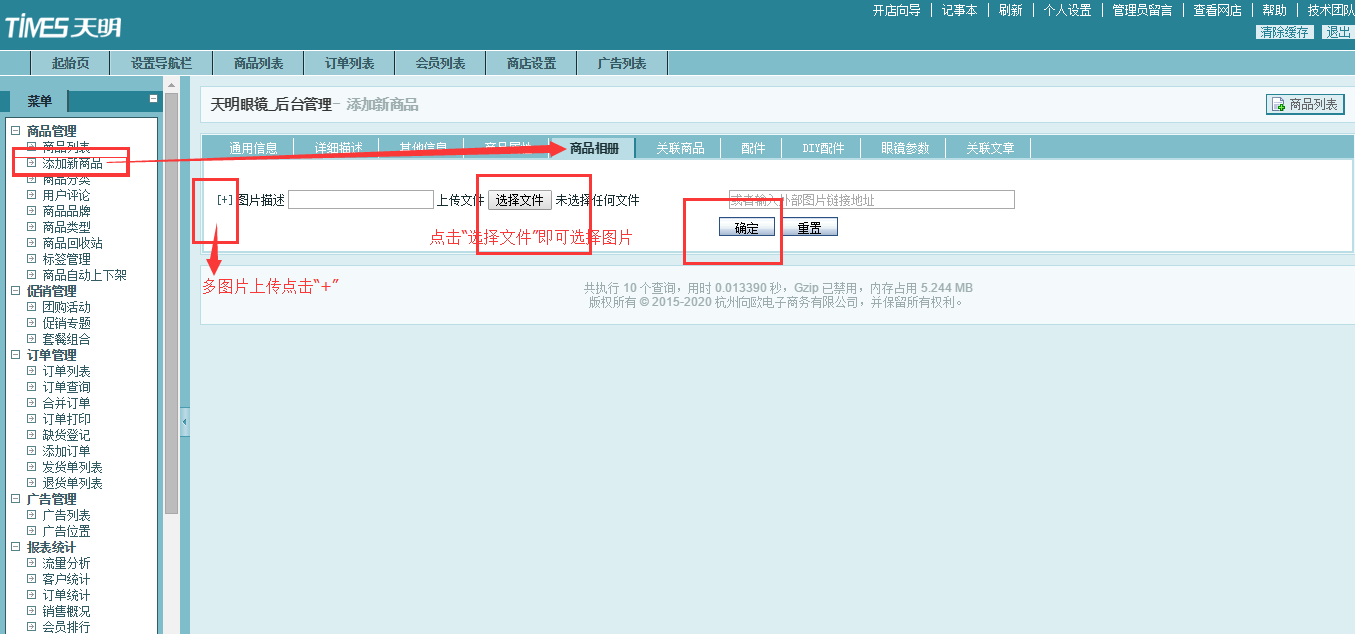 TIMES天明
开店向导 记事本 刷新 个人设置 管理员留言 查看网店 帮助 技术团队
清除缓存 退出
起始页 设置导航栏 商品列表 订单列表 会员列表 商店设置 广告列表
菜单
商品管理
商品列表
添加新商品
商品分类
用户评论
商品品牌
商品类型
商品回收站
标签管理
商品自动上下架
促销管理
团购活动
促销专题
套餐组合
订单管理
订单列表
订单查询
合并订单
订单打印
缺货登记
添加订单
发货单列表
退货单列表
广告管理
广告列表
广告位置
报表统计
流量分析
客户统计
订单统计
销售概况
会员排行
天明眼镜_后台管理- 添加新商品
商品列表
通用信息 详细描述 其他信息 商品属性 商品相册 关联商品 配件 DIY配件 眼镜参数 关联文章
[+] 图片描述 上传文件 选择文件 未选择任何文件 或者输入外部图片链接地址
确定 重置
点击“选择文件”即可选择图片
多图片上传点击“+”
共执行 10 个查询，用时 0.013390 秒，Gzip 已禁用，内存占用 5.244 MB
版权所有 © 2015-2020 杭州向欧电子商务有限公司，并保留所有权利。